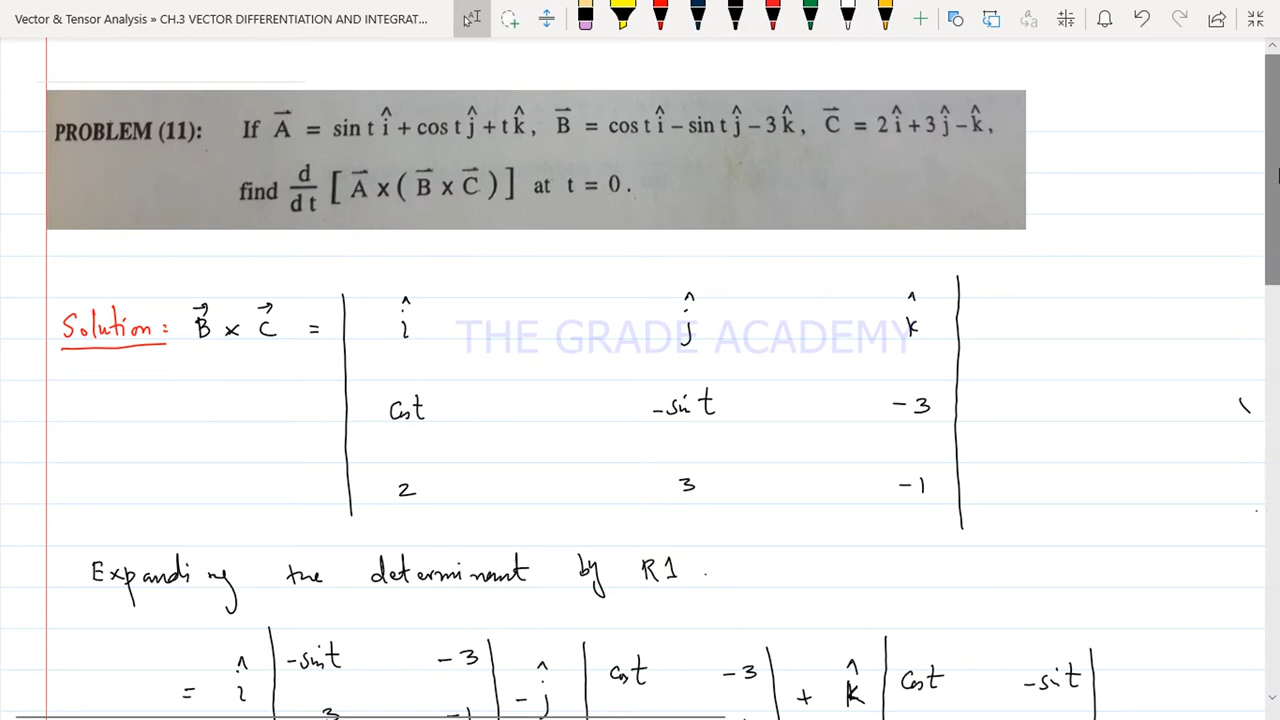 Vector & Tensor Analysis » CH.3 VECTOR DIFFERENTIATION AND INTEGRAT...
PROBLEM (11): If A⃗ = sin t î + cos t ĵ + t k̂, B⃗ = cos t î − sin t ĵ − 3 k̂, C⃗ = 2 î + 3 ĵ − k̂,
find d/dt [ A⃗ × ( B⃗ × C⃗ ) ] at t = 0.
Solution: B⃗ × C⃗ = | î ĵ k̂ |
THE GRADE ACADEMY
cost -sint -3
2 3 -1
Expanding the determinant by R1.
= î | -sint -3 | - ĵ | cost -3 | + k̂ | cost -sint |
3 -1